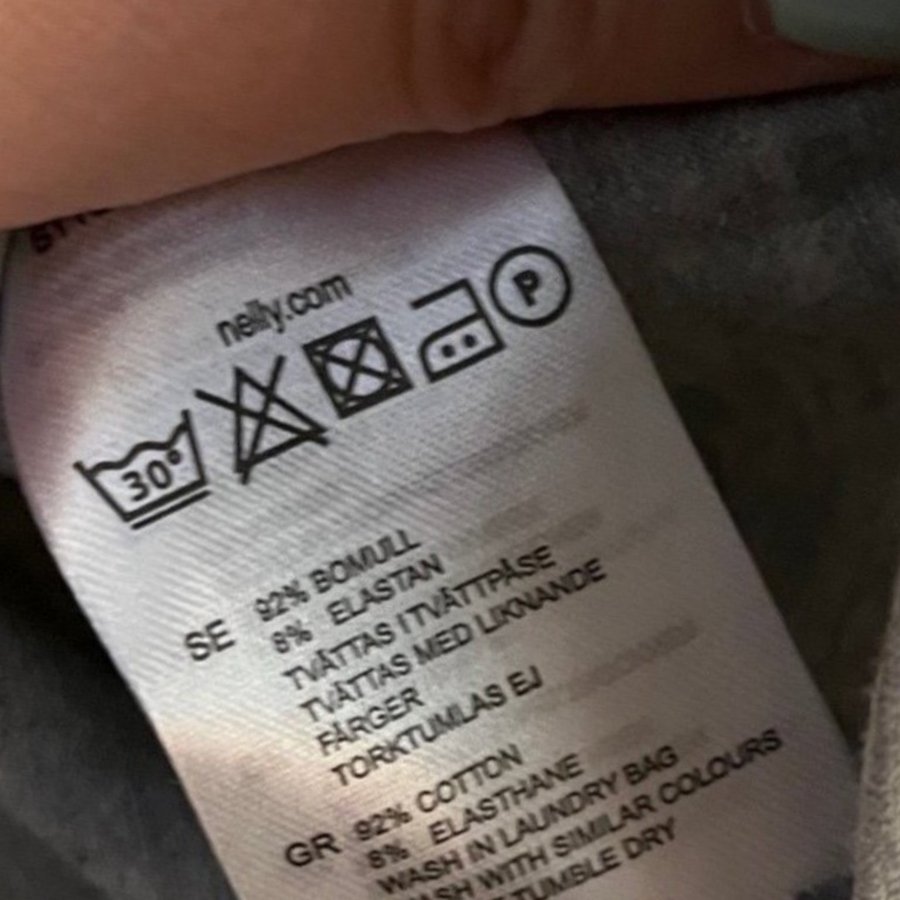 nelly.com
30°
P
SE 92% BOMULL
8% ELASTAN
TVÄTTAS I TVÄTTPÅSE
TVÄTTAS MED LIKNANDE
FÄRGER
TORKTUMLAS EJ
GR 92% COTTON
8% ELASTHANE
WASH IN LAUNDRY BAG
WASH WITH SIMILAR COLOURS
TUMBLE DRY